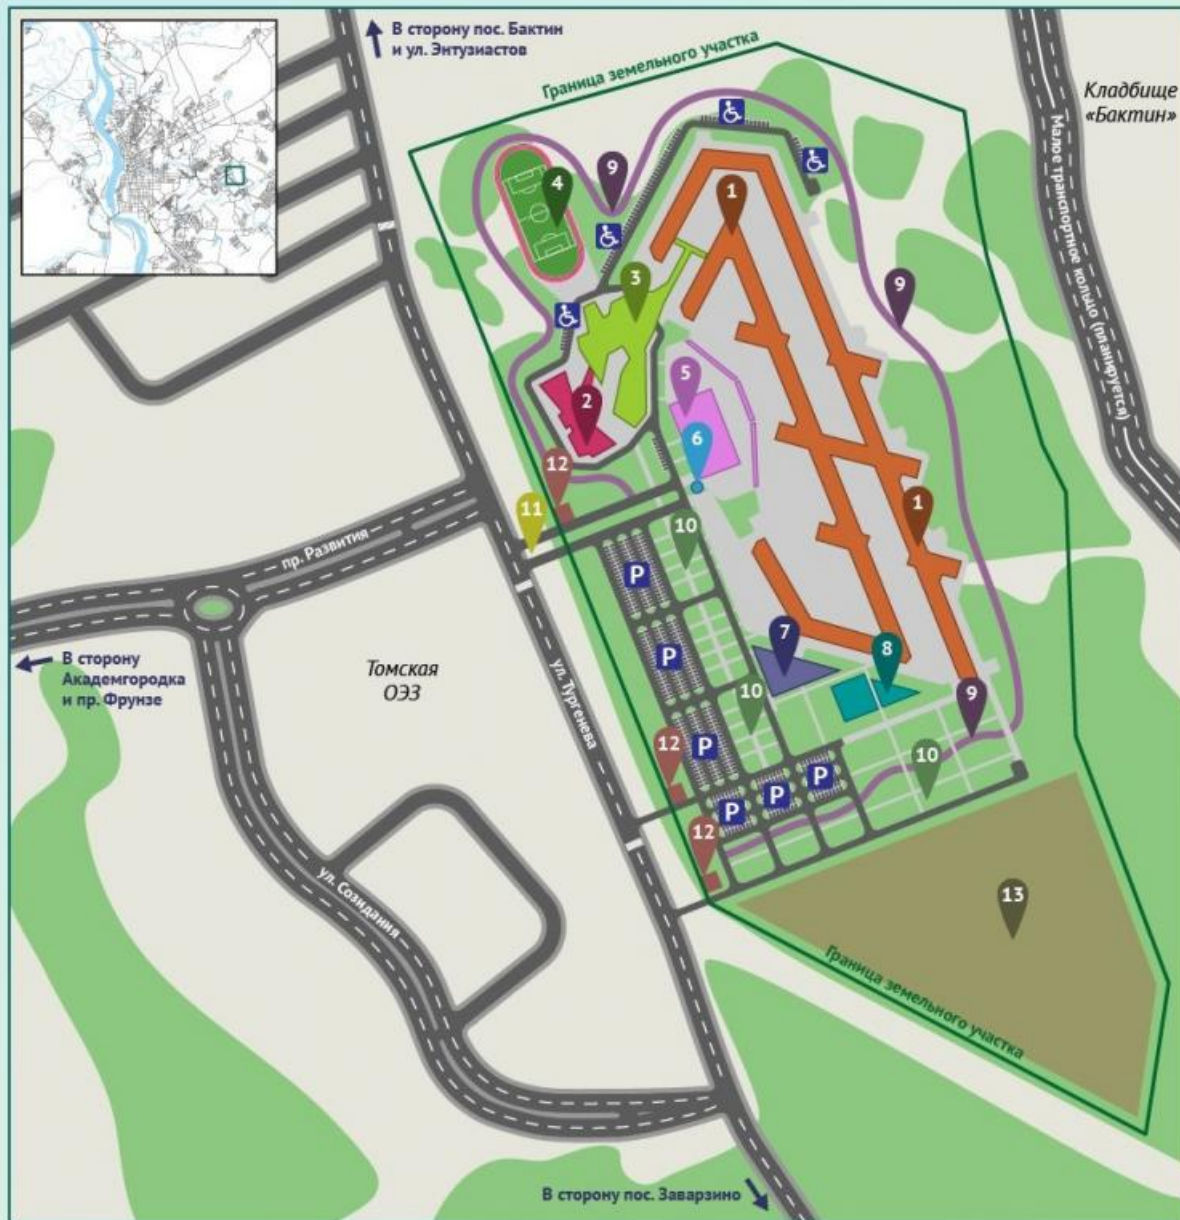 В сторону пос. Бактин
и ул. Энтузиастов
Граница земельного участка
Кладбище
«Бактин»
Малое транспортное кольцо (планируется)
4
9
1
3
9
5
2
6
12
11
10
1
P
пр. Развития
В сторону
Академгородка
и пр. Фрунзе
Томская
ОЭЗ
ул. Тургенева
P
7
8
10
9
12
P
10
P
P
P
12
ул. Созидания
13
Граница земельного участка
В сторону пос. Заварзино